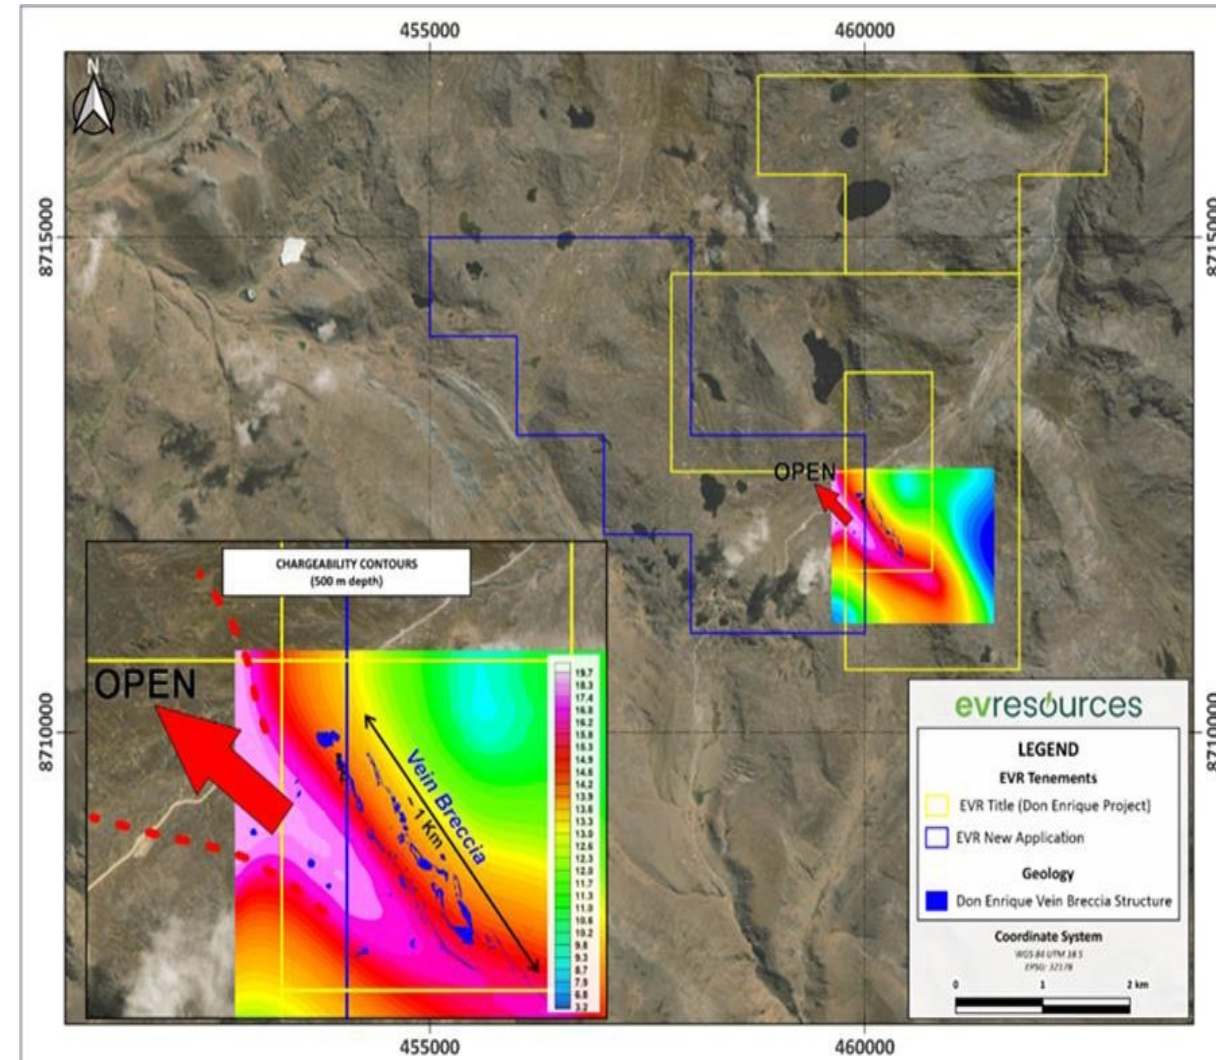 455000
460000
N
8715000
8715000
OPEN
CHARGEABILITY CONTOURS
(500 m depth)
OPEN
Vein Breccia
~ 1 Km
19.7
18.3
17.4
16.8
16.2
15.8
15.3
14.9
14.6
14.2
13.9
13.6
13.3
13.0
12.6
12.3
12.0
11.7
11.3
11.0
10.6
10.2
9.8
9.3
8.7
7.9
6.8
3.2
8710000
8710000
evresources
LEGEND
EVR Tenements
EVR Title (Don Enrique Project)
EVR New Application
Geology
Don Enrique Vein Breccia Structure
Coordinate System
WGS 84 UTM 18 S
0 1 2 km
455000
460000